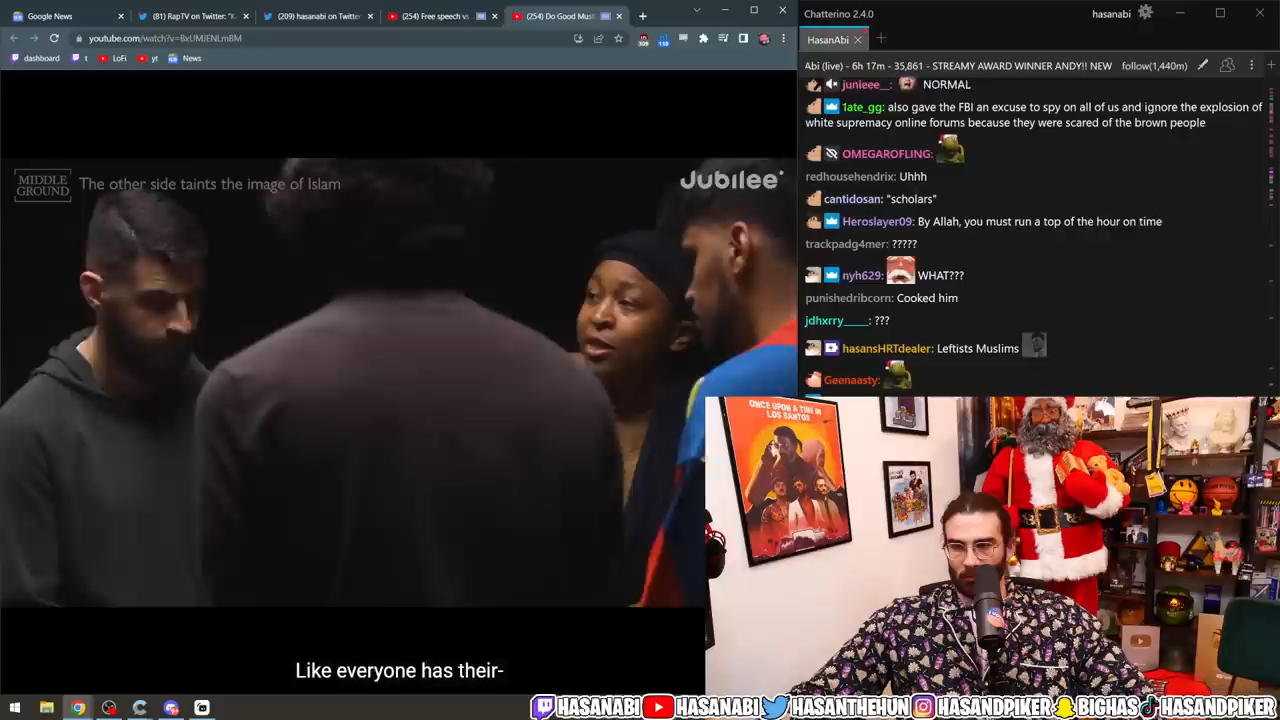 Google News
(81) RapTV on Twitter: "K
(209) hasanabi on Twitte
(254) Free speech v
(254) Do Good Musl
youtube.com/watch?v=BxUMJENLmBM
dashboard
t
LoFi
yt
News
Chatterino 2.4.0
hasanabi
HasanAbi
Abi (live) - 6h 17m - 35,861 - STREAMY AWARD WINNER ANDY!! NEW
follow(1,440m)
junieee__: NORMAL
1ate_gg: also gave the FBI an excuse to spy on all of us and ignore the explosion of
white supremacy online forums because they were scared of the brown people
OMEGAROFLING:
redhousehendrix: Uhhh
cantidosan: "scholars"
Heroslayer09: By Allah, you must run a top of the hour on time
trackpadg4mer: ?????
nyh629: WHAT???
punishedribcorn: Cooked him
jdhxrry_____: ???
hasansHRTdealer: Leftists Muslims
Geenaasty:
MIDDLE
GROUND
The other side taints the image of Islam
Jubilee
Like everyone has their-
ONCE UPON A TIME IN
LOS SANTOS
HASANABI
HASANABI
HASANTHEHUN
HASANDPIKER
BIGHAS
HASANDPIKER